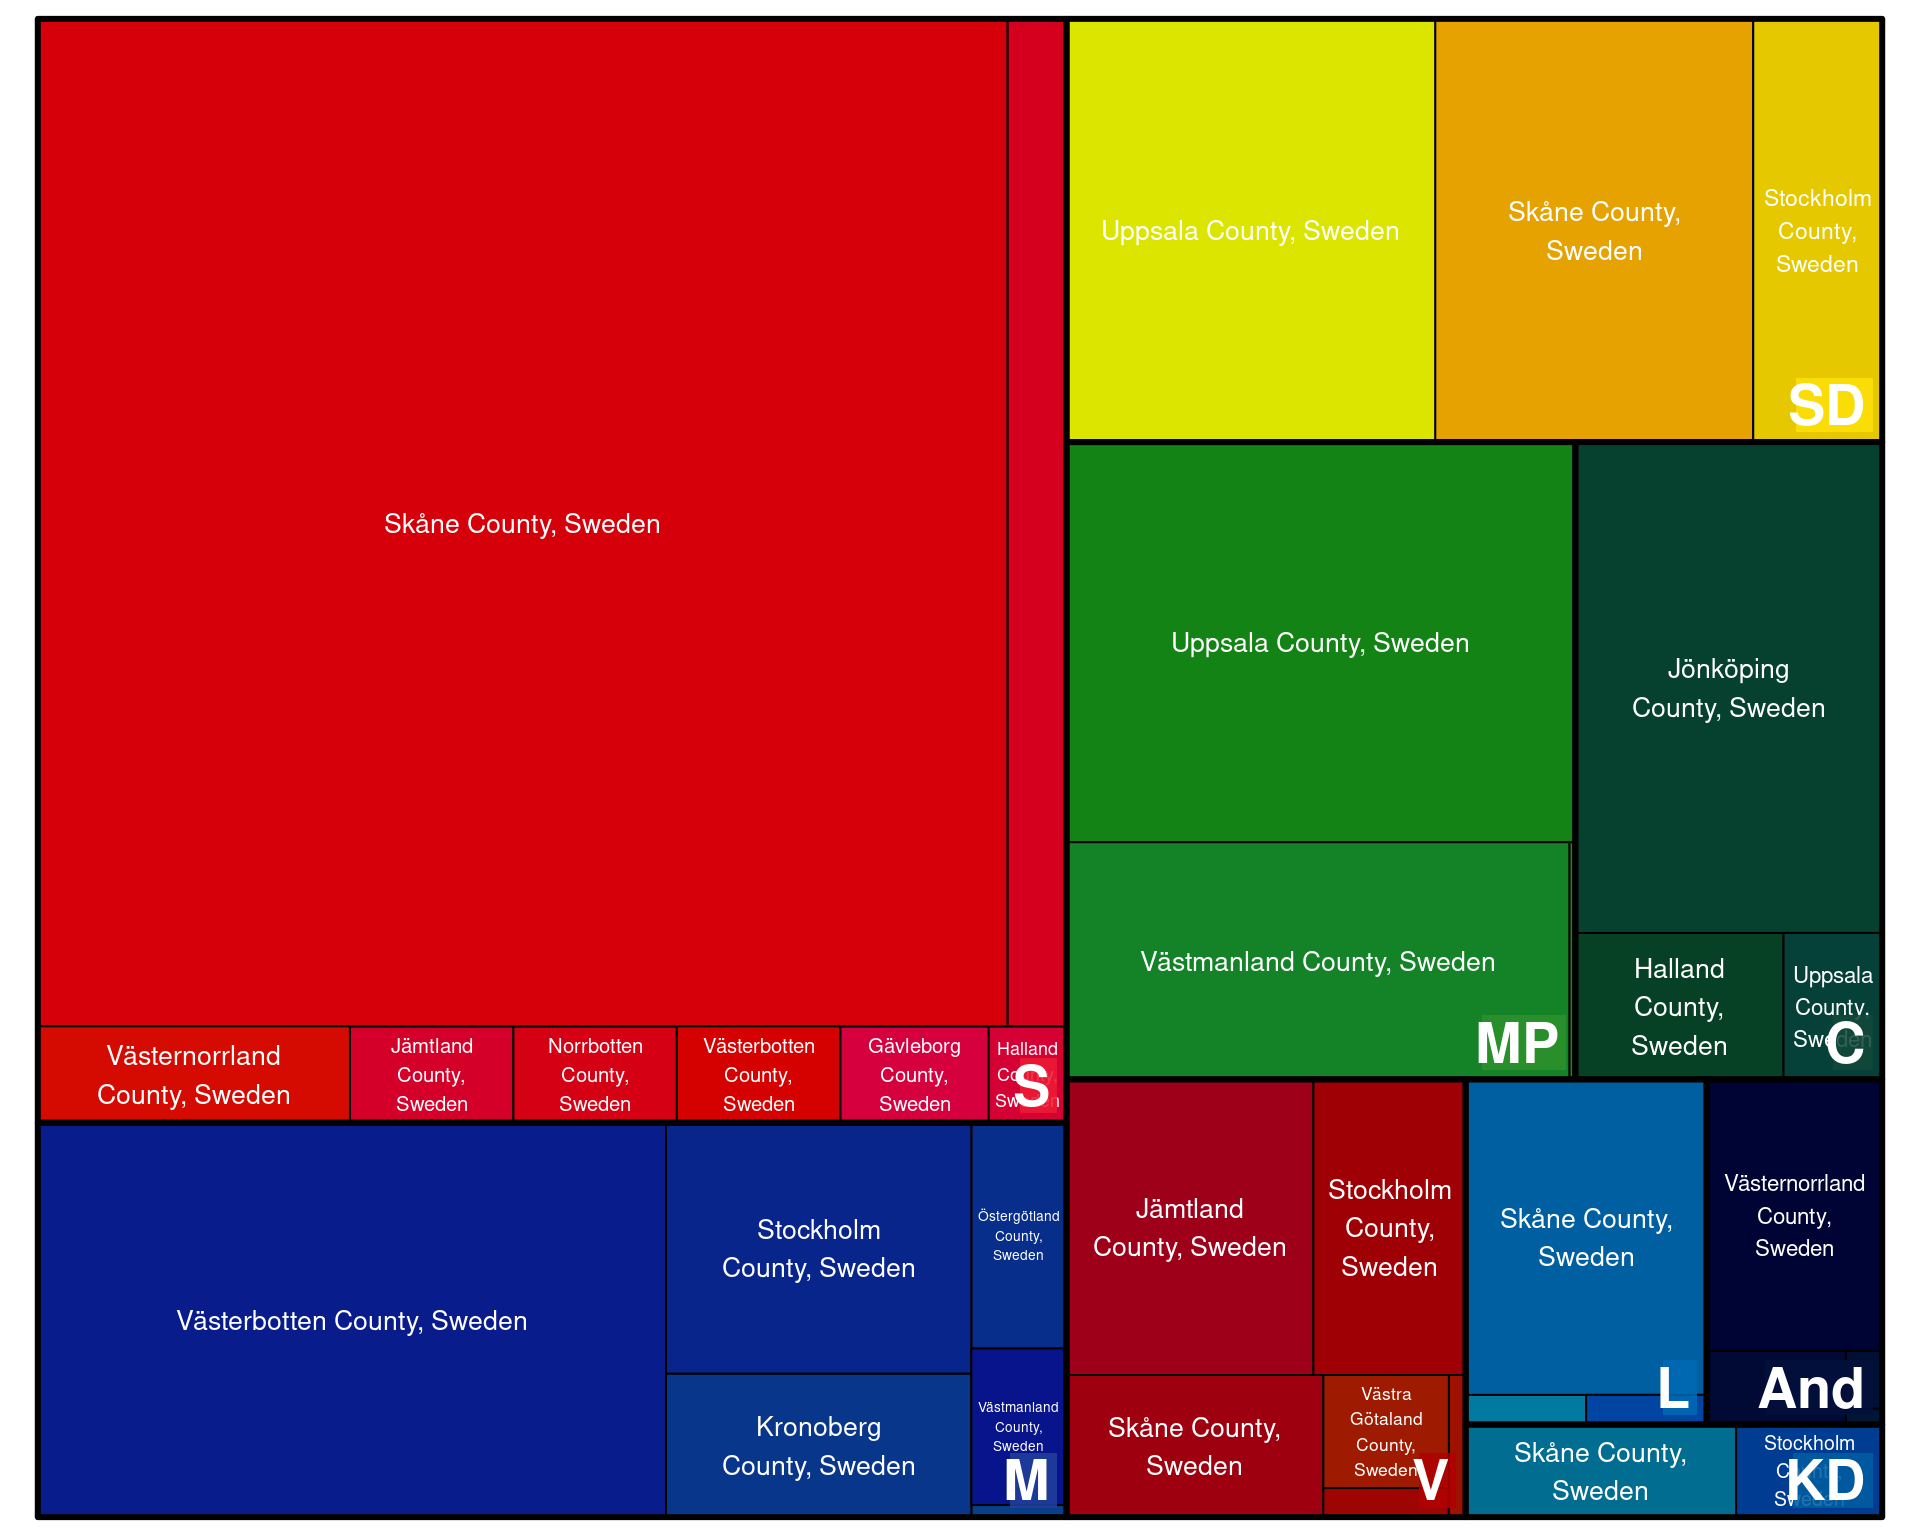 Skåne County, Sweden
Västernorrland
County, Sweden
Jämtland
County,
Sweden
Norrbotten
County,
Sweden
Västerbotten
County,
Sweden
Gävleborg
County,
Sweden
Halland
S
Västerbotten County, Sweden
Stockholm
County, Sweden
Kronoberg
County, Sweden
Östergötland
County,
Sweden
Västmanland
County,
Sweden
M
Uppsala County, Sweden
Skåne County,
Sweden
Stockholm
County,
Sweden
SD
Uppsala County, Sweden
Västmanland County, Sweden
MP
Jönköping
County, Sweden
Halland
County,
Sweden
Uppsala
County,
Sweden
C
Jämtland
County, Sweden
Stockholm
County,
Sweden
Skåne County,
Sweden
Västra
Götaland
County,
Sweden
V
Skåne County,
Sweden
L
Västernorrland
County,
Sweden
And
Skåne County,
Sweden
Stockholm
KD